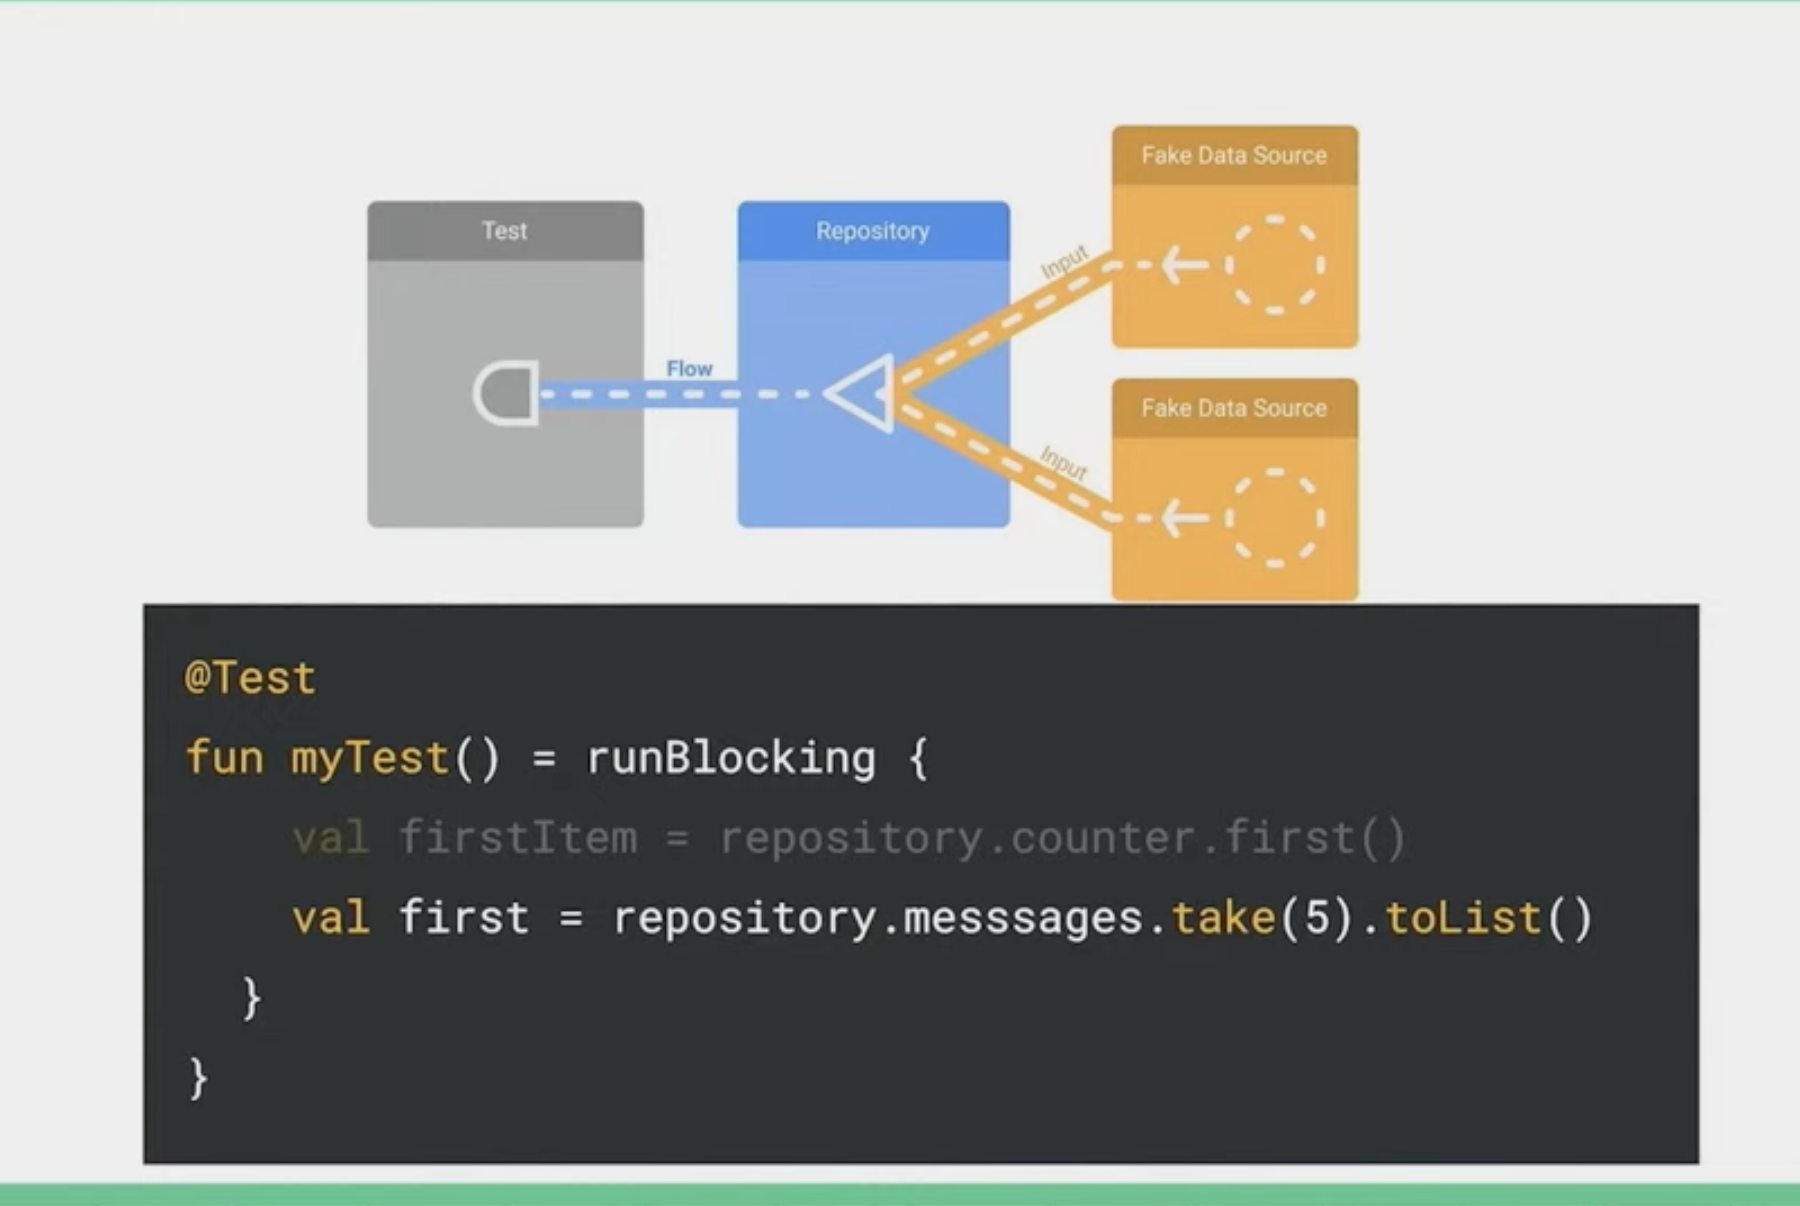 Fake Data Source
Test
Repository
Input
Flow
Fake Data Source
Input
@Test
fun myTest() = runBlocking {
val firstItem = repository.counter.first()
val first = repository.messsages.take(5).toList()
}
}